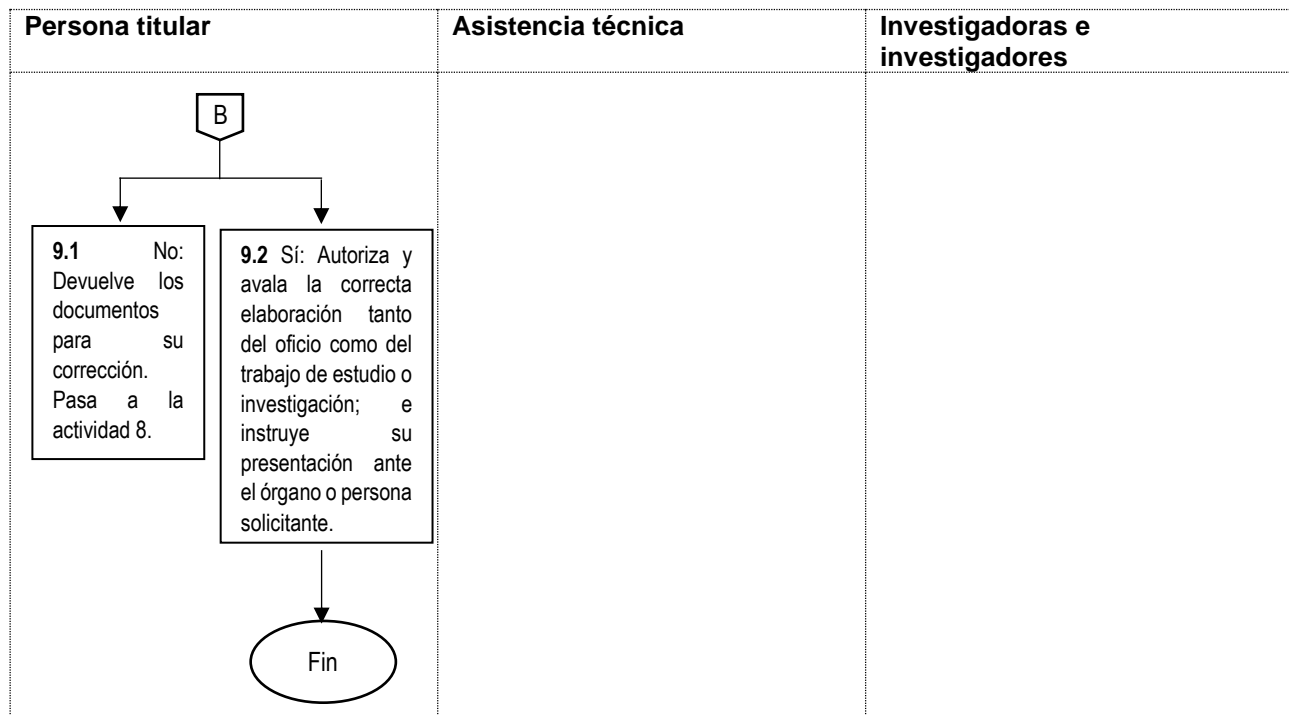 Persona titular
Asistencia técnica
Investigadoras e
investigadores
B
9.1 No:
Devuelve los
documentos
para su
corrección.
Pasa a la
actividad 8.
9.2 Sí: Autoriza y
avala la correcta
elaboración tanto
del oficio como del
trabajo de estudio o
investigación; e
instruye su
presentación ante
el órgano o persona
solicitante.
Fin